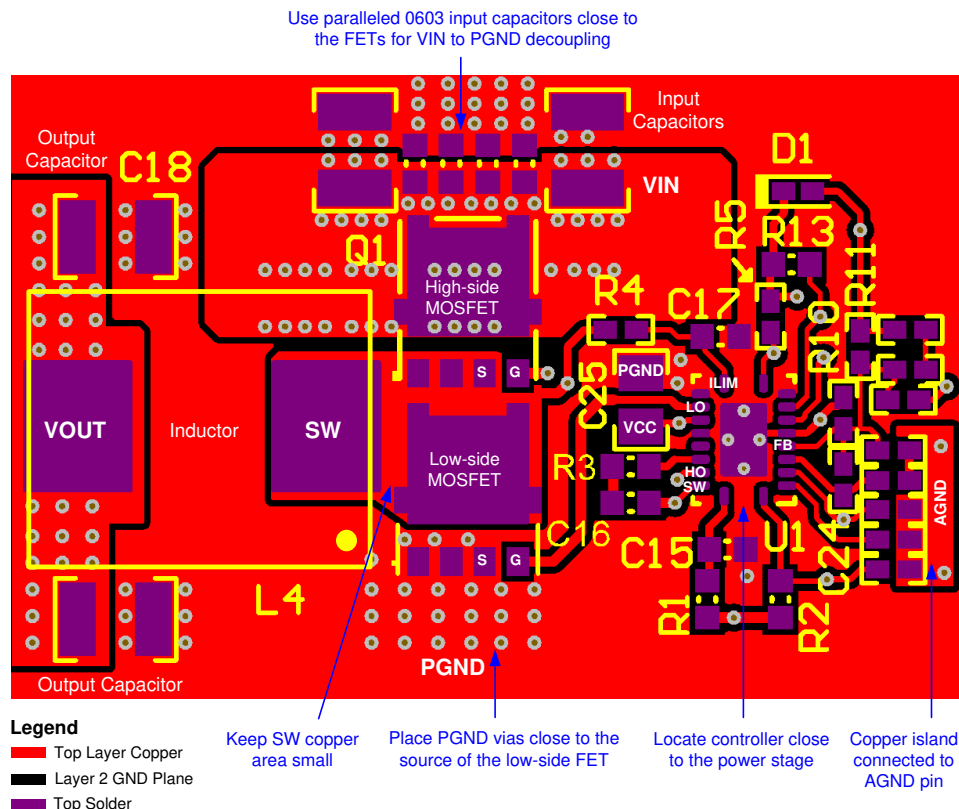 Use paralleled 0603 input capacitors close to
the FETs for VIN to PGND decoupling
Output
Capacitor
C18
Input
Capacitors
VIN
D1
R5
R13
Q1
High-side
MOSFET
R4
C17
R10
R11
S
G
C25
PGND
ILIM
LO
VCC
FB
VOUT
Inductor
SW
Low-side
MOSFET
R3
HO
SW
AGND
S
G
C16
C15
U1
C24
L4
R1
R2
PGND
Output Capacitor
Legend
Top Layer Copper
Layer 2 GND Plane
Top Solder
Keep SW copper
area small
Place PGND vias close to the
source of the low-side FET
Locate controller close
to the power stage
Copper island
connected to
AGND pin